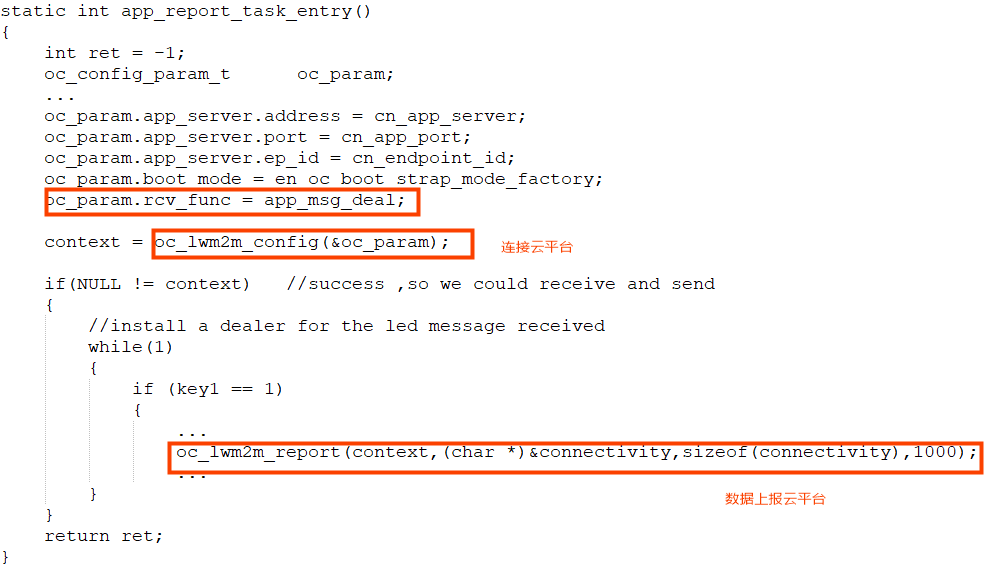 static int app_report_task_entry()
{
    int ret = -1;
    oc_config_param_t      oc_param;
    ...
    oc_param.app_server.address = cn_app_server;
    oc_param.app_server.port = cn_app_port;
    oc_param.app_server.ep_id = cn_endpoint_id;
    oc_param.boot_mode = en_oc_boot_strap_mode_factory;
    oc_param.rcv_func = app_msg_deal;
    context = oc_lwm2m_config(&oc_param); 连接云平台
    if(NULL != context)   //success ,so we could receive and send
    {
        //install a dealer for the led message received
        while(1)
        {
            if (key1 == 1)
            {
                ...
                oc_lwm2m_report(context,(char *)&connectivity,sizeof(connectivity),1000);
                ...
数据上报云平台
        }
    }
    return ret;
}